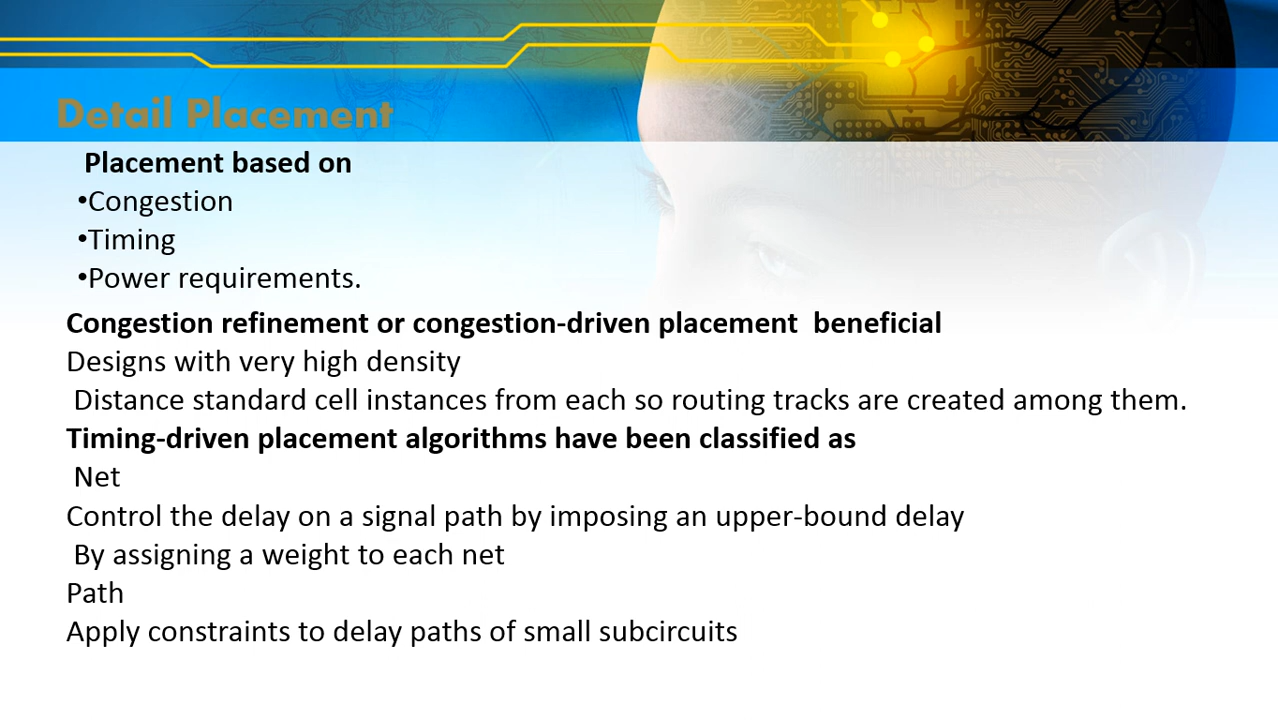 Detail Placement
Placement based on
•Congestion
•Timing
•Power requirements.
Congestion refinement or congestion-driven placement  beneficial
Designs with very high density
Distance standard cell instances from each so routing tracks are created among them.
Timing-driven placement algorithms have been classified as
Net
Control the delay on a signal path by imposing an upper-bound delay
By assigning a weight to each net
Path
Apply constraints to delay paths of small subcircuits